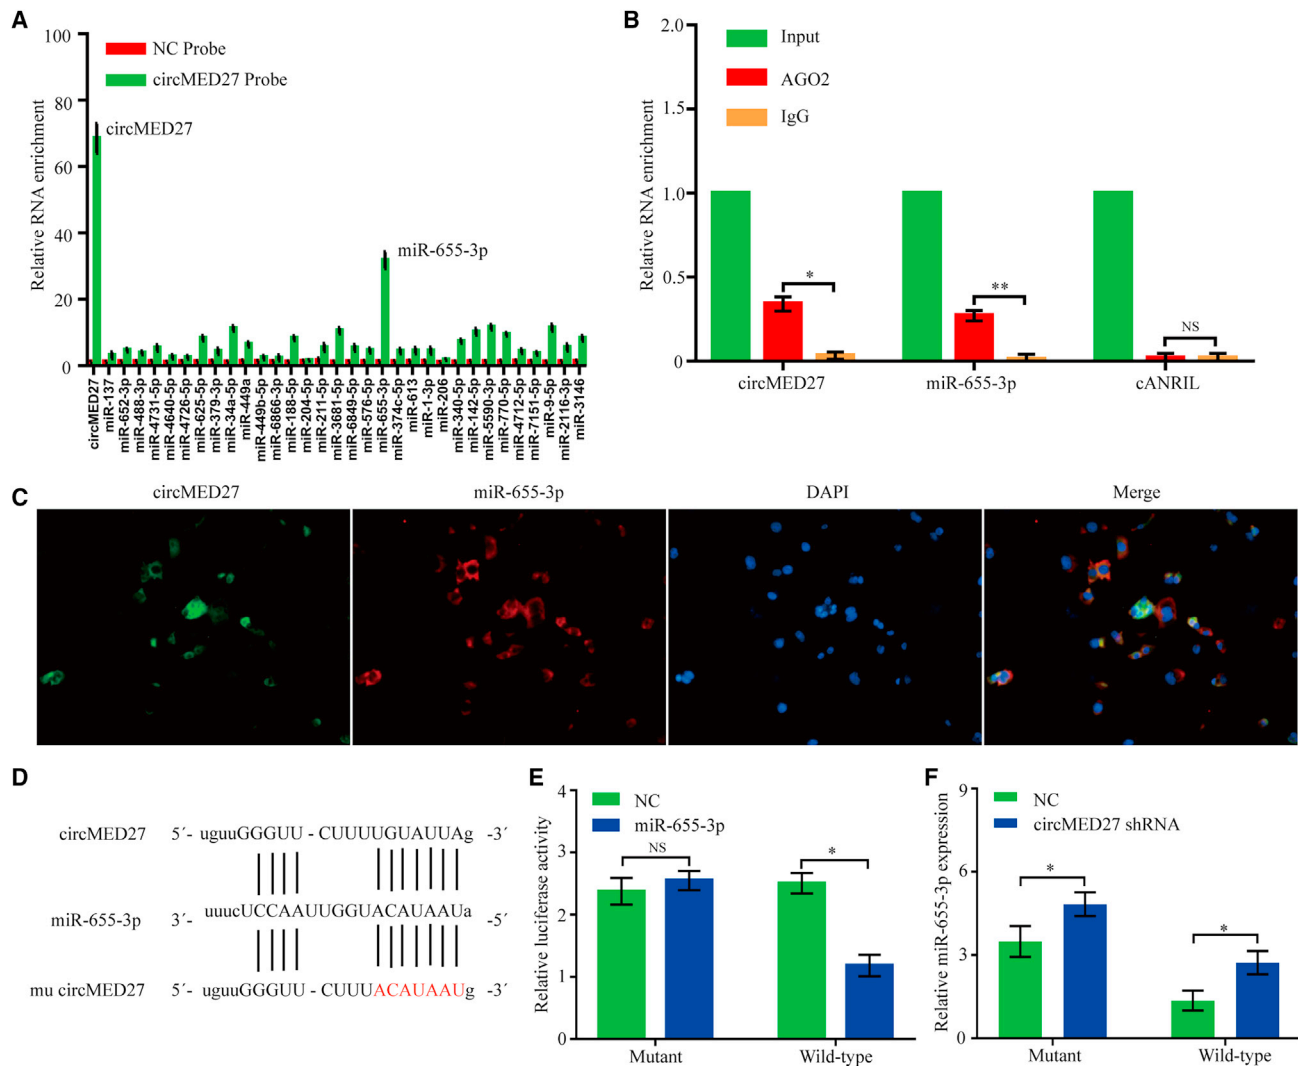 A
Relative RNA enrichment
100
80
60
40
20
0
NC Probe
circMED27 Probe
circMED27
miR-655-3p
circMED27
miR-137
miR-652-3p
miR-488-3p
miR-4731-5p
miR-4640-5p
miR-4726-5p
miR-625-5p
miR-379-3p
miR-34a-5p
miR-449a
miR-449b-5p
miR-6866-3p
miR-188-5p
miR-204-5p
miR-211-5p
miR-3681-5p
miR-6849-5p
miR-576-5p
miR-655-3p
miR-374c-5p
miR-613
miR-1-3p
miR-206
miR-340-5p
miR-142-5p
miR-5590-3p
miR-770-5p
miR-4712-5p
miR-7151-5p
miR-9-5p
miR-2116-3p
miR-3146
B
Relative RNA enrichment
2.0
1.5
1.0
0.5
0
Input
AGO2
IgG
*
**
NS
circMED27
miR-655-3p
cANRIL
C
circMED27
miR-655-3p
DAPI
Merge
D
circMED27 5´- uguuGGGUU - CUUUUGUAUUAg -3´
miR-655-3p 3´- uuucUCCAAUUGGUACAUAAUa -5´
mu circMED27 5´- uguuGGGUU - CUUUACAUAAUg -3´
E
Relative luciferase activity
4
3
2
1
0
NC
miR-655-3p
NS
*
Mutant
Wild-type
F
Relative miR-655-3p expression
9
6
3
0
NC
circMED27 shRNA
*
*
Mutant
Wild-type